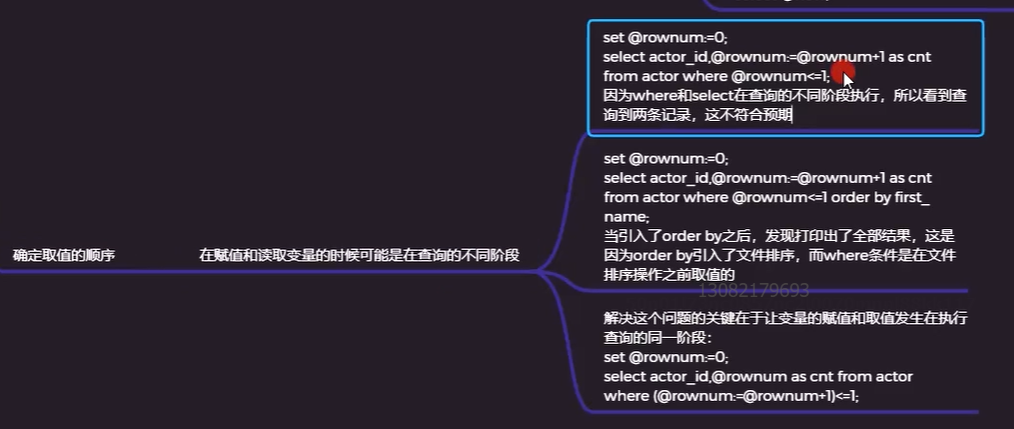 确定取值的顺序
在赋值和读取变量的时候可能是在查询的不同阶段
set @rownum:=0;
select actor_id,@rownum:=@rownum+1 as cnt
from actor where @rownum<=1;
因为where和select在查询的不同阶段执行，所以看到查
询到两条记录，这不符合预期
set @rownum:=0;
select actor_id,@rownum:=@rownum+1 as cnt
from actor where @rownum<=1 order by first_
name;
当引入了order by之后，发现打印出了全部结果，这是
因为order by引入了文件排序，而where条件是在文件
排序操作之前取值的
13082179693
解决这个问题的关键在于让变量的赋值和取值发生在执行
查询的同一阶段：
set @rownum:=0;
select actor_id,@rownum as cnt from actor
where (@rownum:=@rownum+1)<=1;